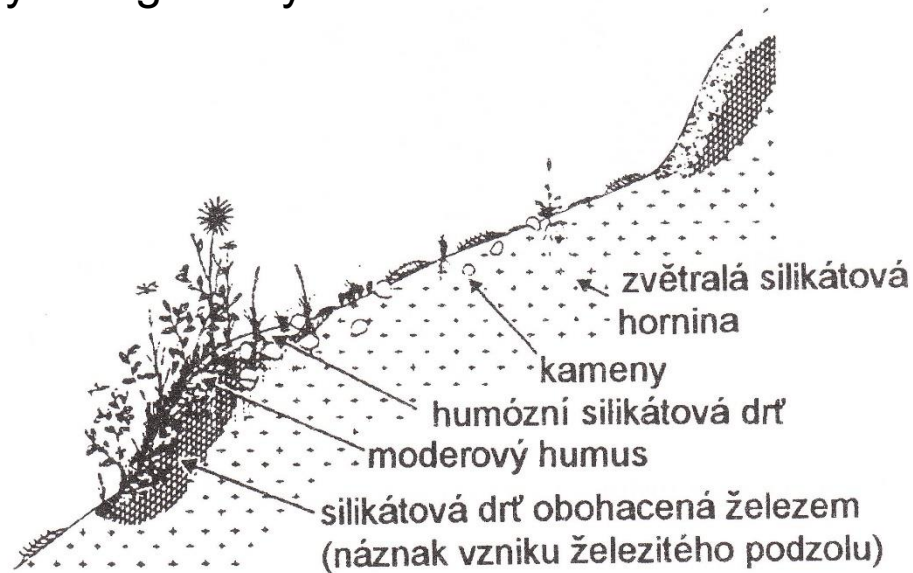 zvětralá silikátová
hornina
kameny
humózní silikátová drť
moderový humus
silikátová drť obohacená železem
(náznak vzniku železitého podzolu)